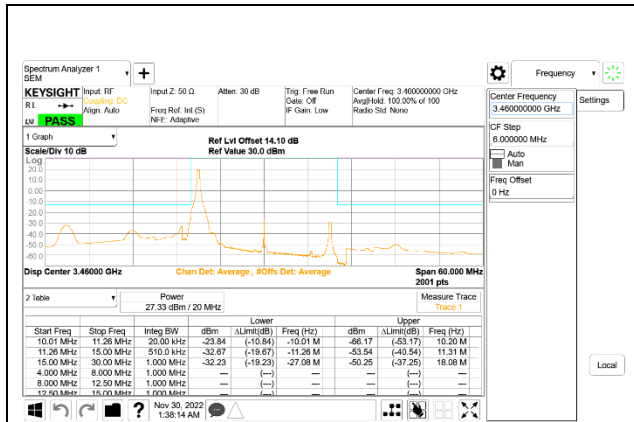 Spectrum Analyzer 1
SEM
Frequency
KEYSIGHT Input: RF Input Z: 50 Ω Atten: 30 dB Trig: Free Run Center Freq: 3.460000000 GHz
RL Coupling: DC Gate: Off Avg|Hold: 100.00% of 100
Align: Auto Freq Ref: Int (S) IF Gain: Low Radio Std: None
PASS NFE: Adaptive
Center Frequency
3.460000000 GHz
Settings
CF Step
6.000000 MHz
Auto
Man
Freq Offset
0 Hz
1 Graph
Ref Lvl Offset 14.10 dB
Scale/Div 10 dB Ref Value 30.0 dBm
Log
20.0
10.0
0.00
-10.0
-20.0
-30.0
-40.0
-50.0
-60.0
Disp Center 3.46000 GHz Chan Det: Average , #Offs Det: Average Span 60.000 MHz
2001 pts
2 Table Power Measure Trace
27.33 dBm / 20 MHz Trace 1
Lower Upper
Start Freq Stop Freq Integ BW dBm ΔLimit(dB) Freq (Hz) dBm ΔLimit(dB) Freq (Hz)
10.01 MHz 11.26 MHz 20.00 kHz -23.84 (-10.84) -10.01 M -66.17 (-53.17) 10.20 M
11.26 MHz 15.00 MHz 510.0 kHz -32.67 (-19.67) -11.26 M -53.54 (-40.54) 11.31 M
15.00 MHz 30.00 MHz 1.000 MHz -32.23 (-19.23) -27.08 M -50.25 (-37.25) 18.08 M
4.000 MHz 8.000 MHz 1.000 MHz --- (---) --- --- (---) ---
8.000 MHz 12.50 MHz 1.000 MHz --- (---) --- --- (---) ---
12.50 MHz 15.00 MHz 1.000 MHz --- (---) --- --- (---) ---
Local
Nov 30, 2022
1:38:14 AM